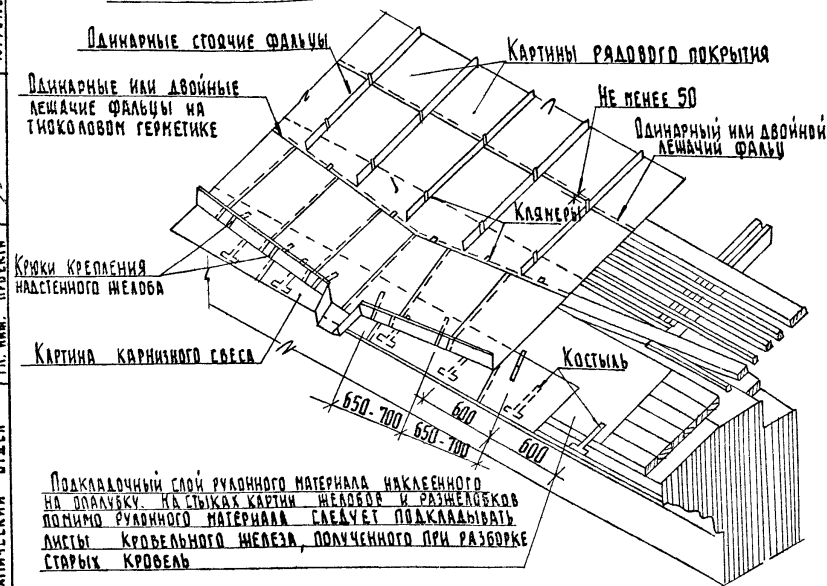 Одинарные стоячие фальцы
Картины рядового покрытия
Одинарные или двойные
лежачие фальцы на
тиоколовом герметике
Не менее 50
Одинарный или двойной
лежачий фальц
Клямеры
Крюки крепления
надстенного желоба
Картина карнизного свеса
Костыль
650-700
600
650-700
600
Подкладочный слой рулонного материала наклеенного
на опалубку. На стыках картин желобов и разжелобков
помимо рулонного материала следует подкладывать
листы кровельного железа, полученного при разборке
старых кровель